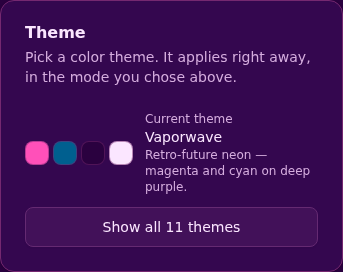 Theme
Pick a color theme. It applies right away,
in the mode you chose above.
Current theme
Vaporwave
Retro-future neon —
magenta and cyan on deep
purple.
Show all 11 themes